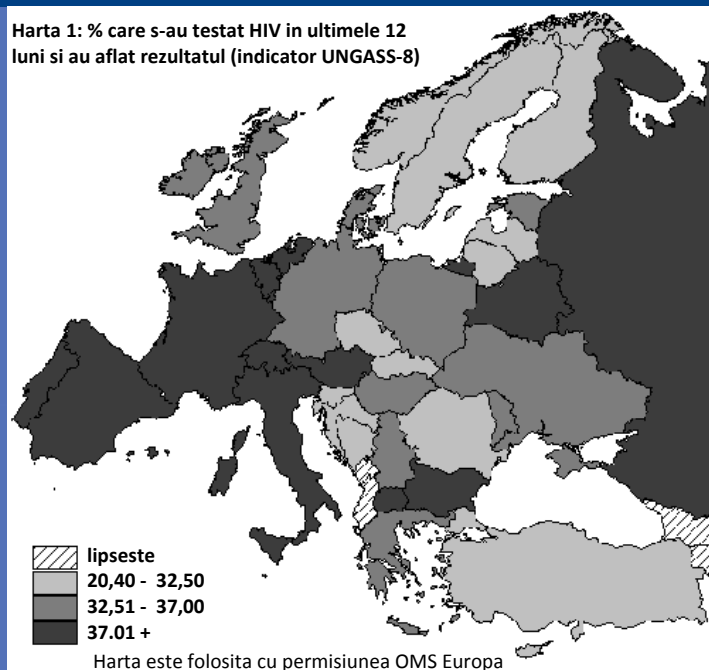 Harta 1: % care s-au testat HIV in ultimele 12
luni si au aflat rezultatul (indicator UNGASS-8)
lipseste
20,40 - 32,50
32,51 - 37,00
37.01 +
Harta este folosita cu permisiunea OMS Europa